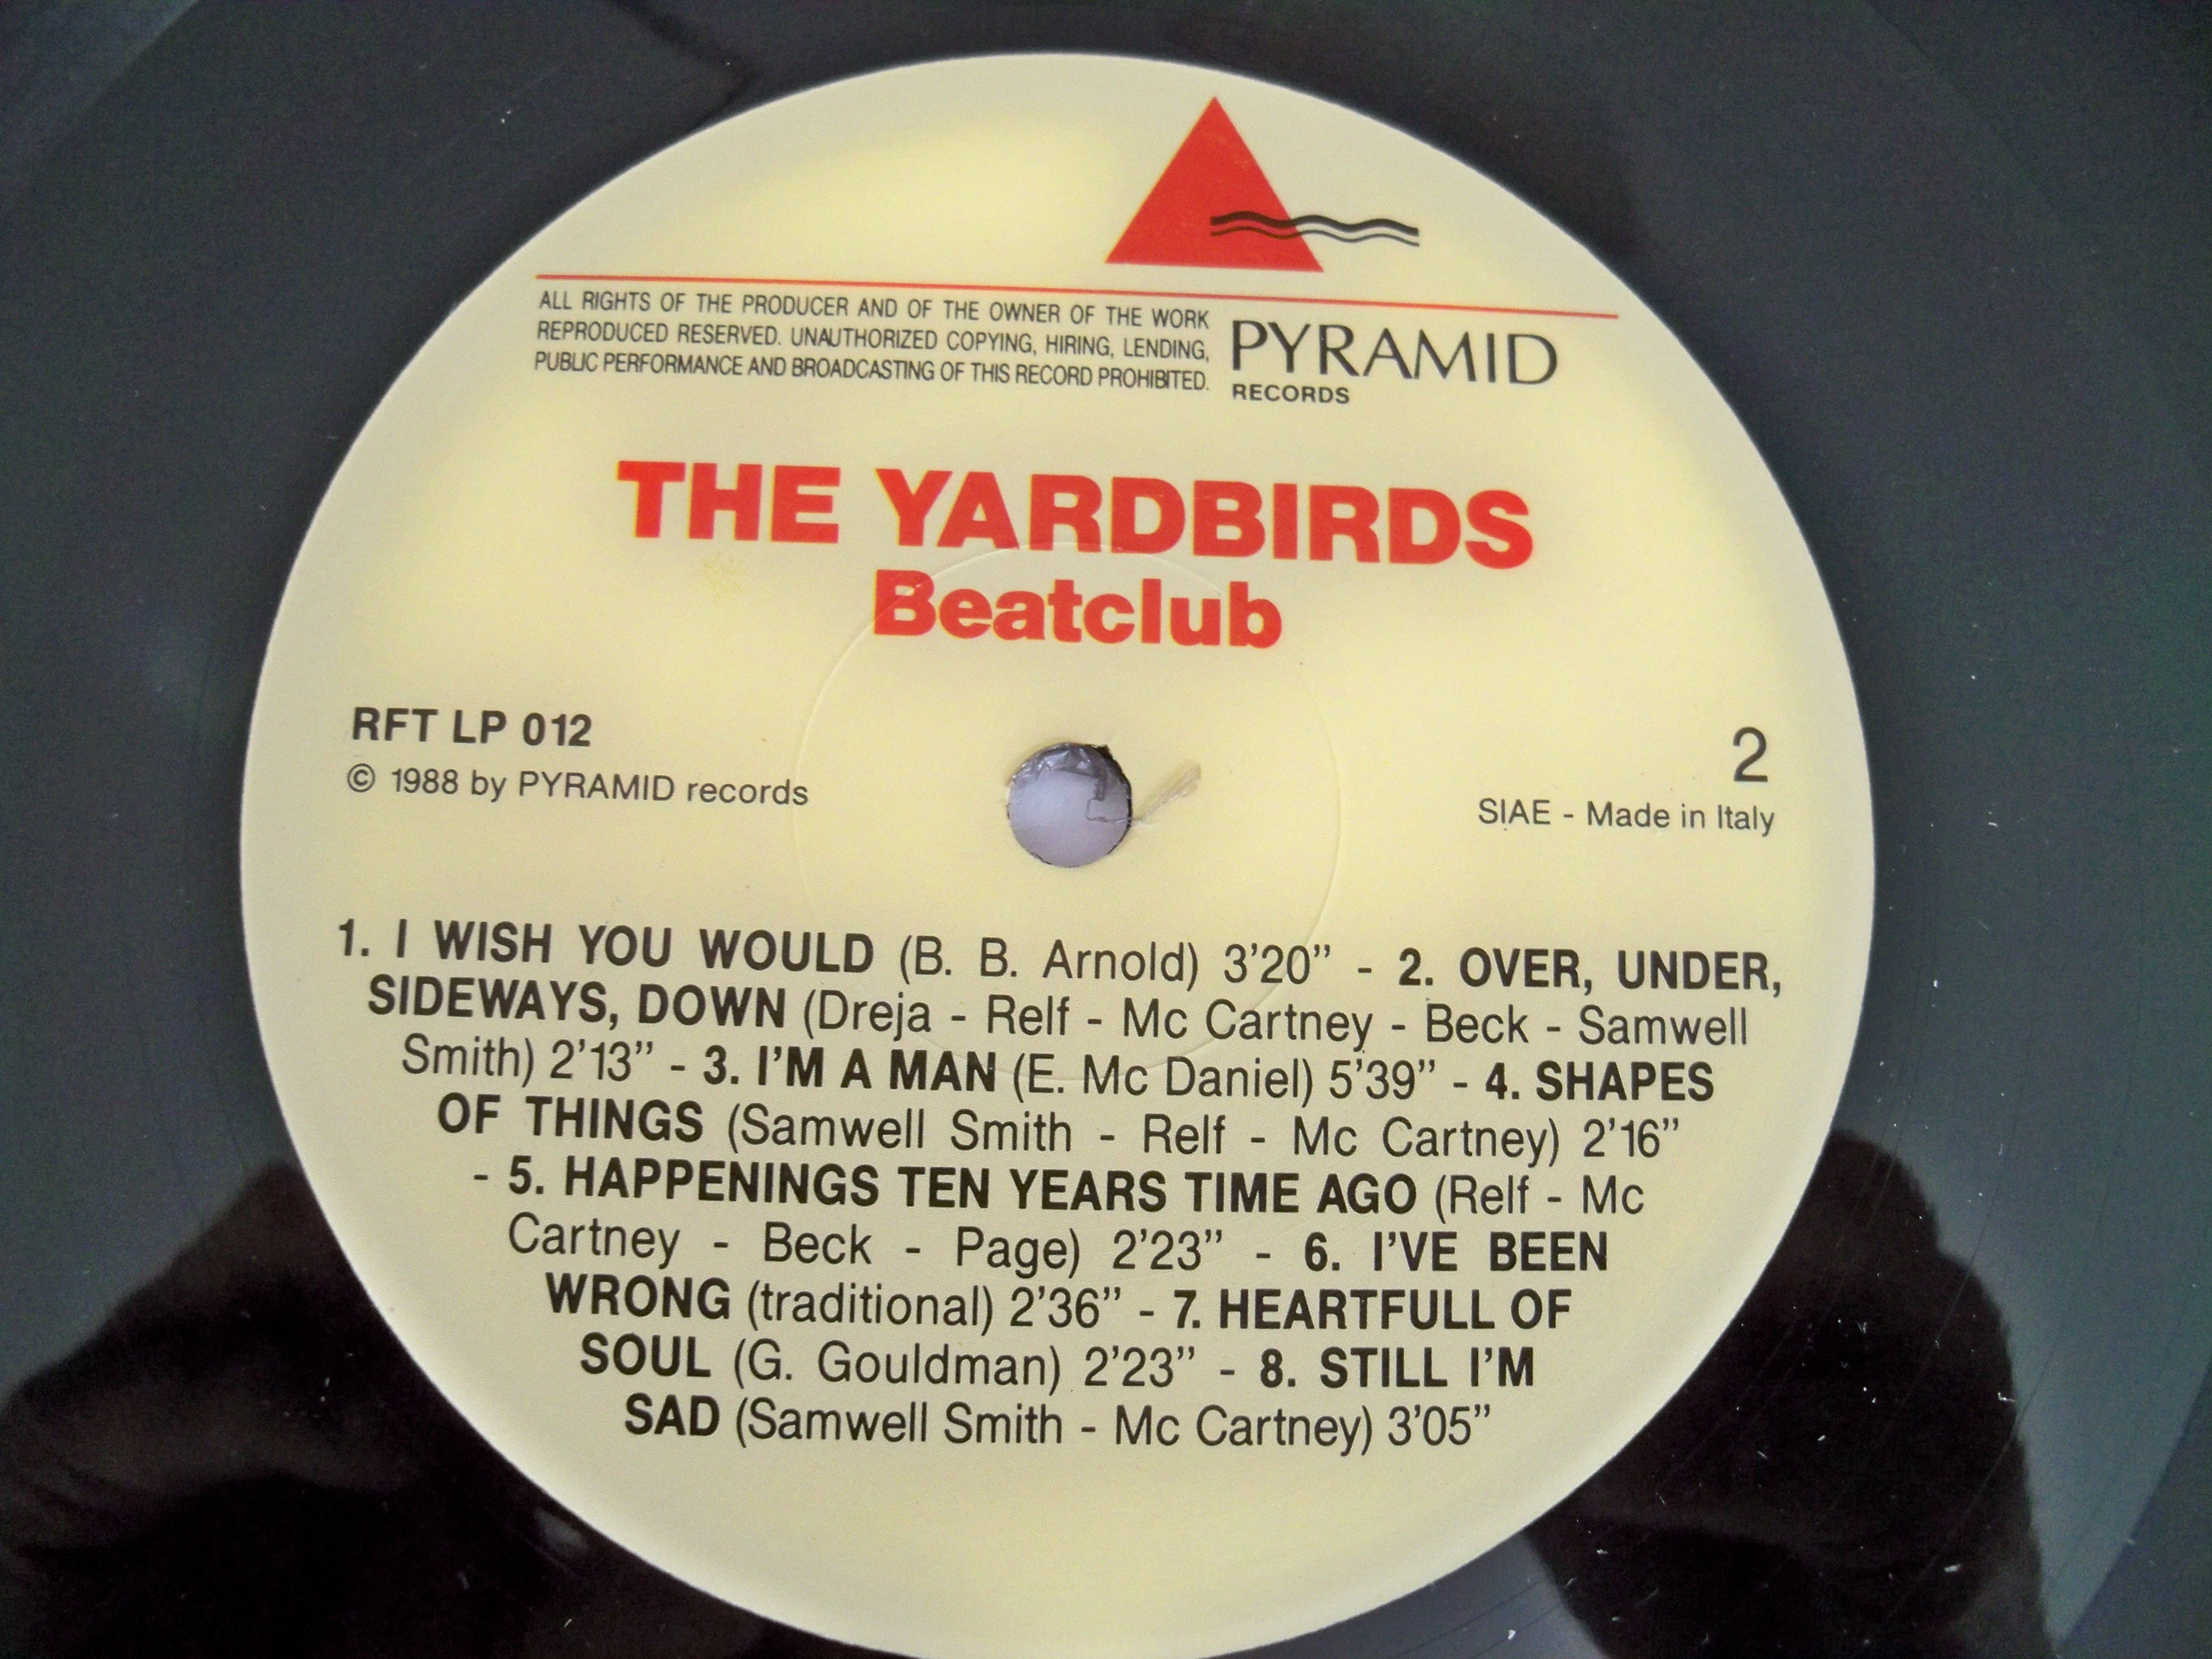 ALL RIGHTS OF THE PRODUCER AND OF THE OWNER OF THE WORK
REPRODUCED RESERVED. UNAUTHORIZED COPYING, HIRING, LENDING,
PUBLIC PERFORMANCE AND BROADCASTING OF THIS RECORD PROHIBITED.
PYRAMID
RECORDS
THE YARDBIRDS
Beatclub
RFT LP 012
© 1988 by PYRAMID records
2
SIAE - Made in Italy
1. I WISH YOU WOULD (B. B. Arnold) 3'20" - 2. OVER, UNDER,
SIDEWAYS, DOWN (Dreja - Relf - Mc Cartney - Beck - Samwell
Smith) 2'13" - 3. I'M A MAN (E. Mc Daniel) 5'39" - 4. SHAPES
OF THINGS (Samwell Smith - Relf - Mc Cartney) 2'16"
- 5. HAPPENINGS TEN YEARS TIME AGO (Relf - Mc
Cartney - Beck - Page) 2'23" - 6. I'VE BEEN
WRONG (traditional) 2'36" - 7. HEARTFULL OF
SOUL (G. Gouldman) 2'23" - 8. STILL I'M
SAD (Samwell Smith - Mc Cartney) 3'05"